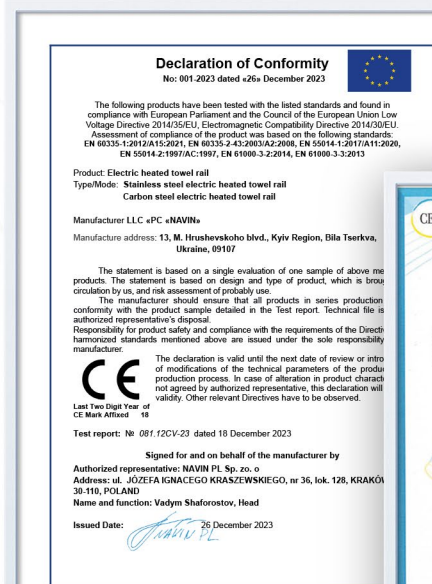 Declaration of Conformity
No: 001-2023 dated «26» December 2023
The following products have been tested with the listed standards and found in
compliance with European Parliament and the Council of the European Union Low
Voltage Directive 2014/35/EU, Electromagnetic Compatibility Directive 2014/30/EU.
Assessment of compliance of the product was based on the following standards:
EN 60335-1:2012/A15:2021, EN 60335-2-43:2003/A2:2008, EN 55014-1:2017/A11:2020,
EN 55014-2:1997/AC:1997, EN 61000-3-2:2014, EN 61000-3-3:2013
Product: Electric heated towel rail
Type/Mode: Stainless steel electric heated towel rail
Carbon steel electric heated towel rail
Manufacturer LLC «PC «NAVIN»
Manufacture address: 13, M. Hrushevskoho blvd., Kyiv Region, Bila Tserkva,
Ukraine, 09107
The statement is based on a single evaluation of one sample of above me
products. The statement is based on design and type of product, which is broug
circulation by us, and risk assessment of probably use.
The manufacturer should ensure that all products in series production
conformity with the product sample detailed in the Test report. Technical file is
authorized representative's disposal.
Responsibility for product safety and compliance with the requirements of the Directiv
harmonized standards mentioned above are issued under the sole responsibility
manufacturer.
The declaration is valid until the next date of review or intro
of modifications of the technical parameters of the produc
production process. In case of alteration in product charact
not agreed by authorized representative, this declaration will
validity. Other relevant Directives have to be observed.
CE
Last Two Digit Year of
CE Mark Affixed 18
Test report: № 081.12CV-23 dated 18 December 2023
Signed for and on behalf of the manufacturer by
Authorized representative: NAVIN PL Sp. zo. o
Address: ul. JÓZEFA IGNACEGO KRASZEWSKIEGO, nr 36, lok. 128, KRAKÓW
30-110, POLAND
Name and function: Vadym Shaforostov, Head
Issued Date: 26 December 2023
NAVIN PL
CE